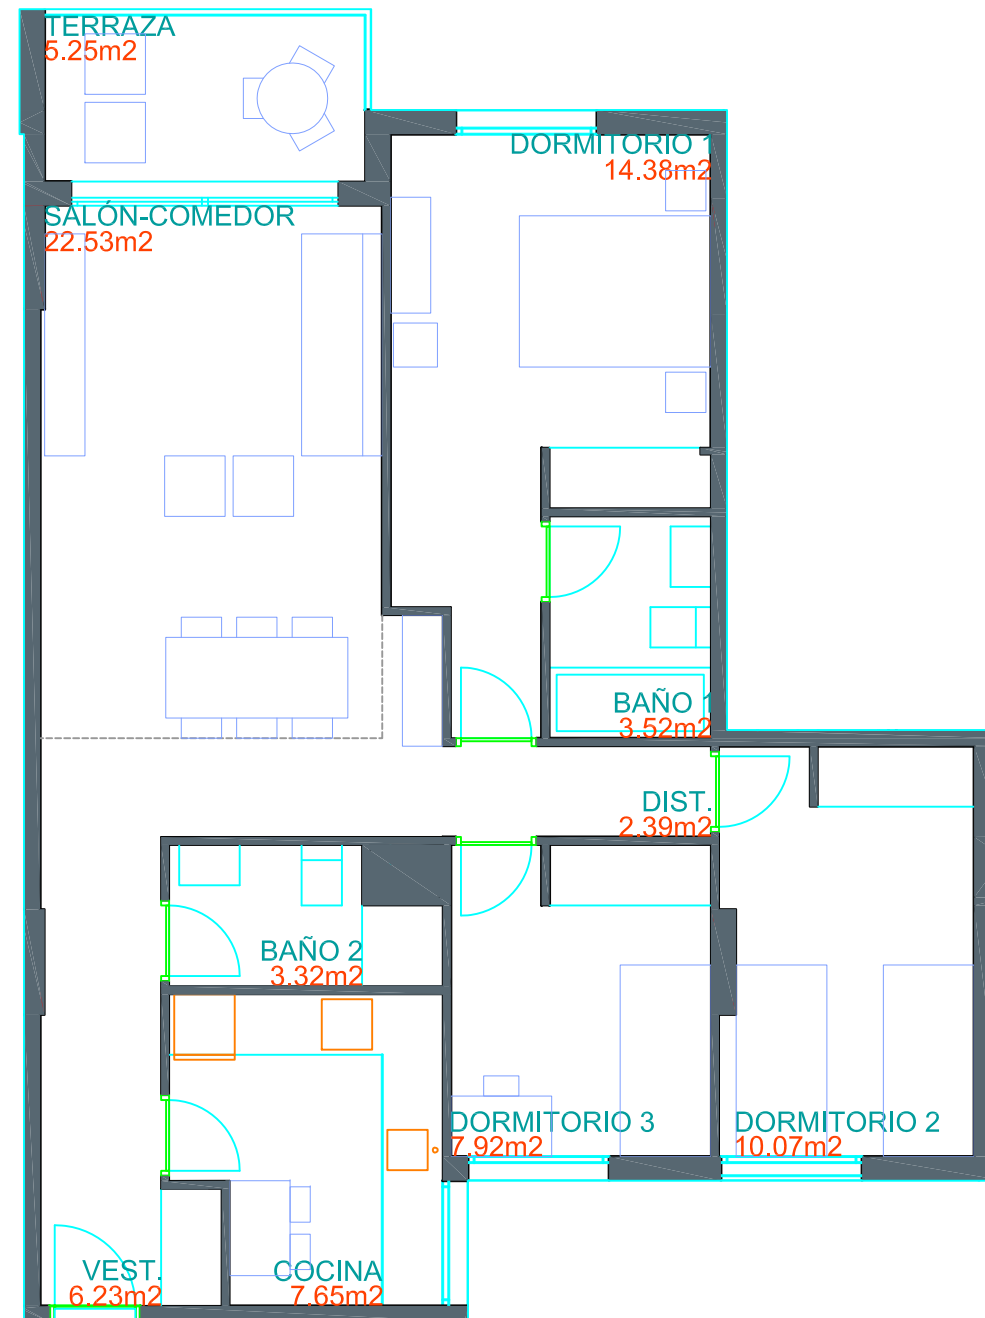 TERRAZA
5.25m2
DORMITORIO 1
14.38m2
SALÓN-COMEDOR
22.53m2
BAÑO 1
3.52m2
DIST.
2.39m2
BAÑO 2
3.32m2
DORMITORIO 3
7.92m2
DORMITORIO 2
10.07m2
VEST.
6.23m2
COCINA
7.65m2